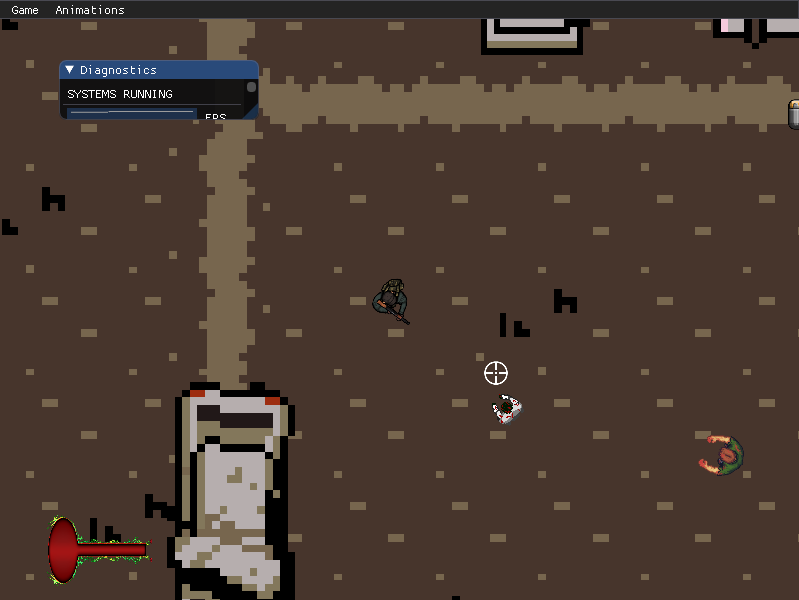 Game Animations
Diagnostics
SYSTEMS RUNNING
FPS